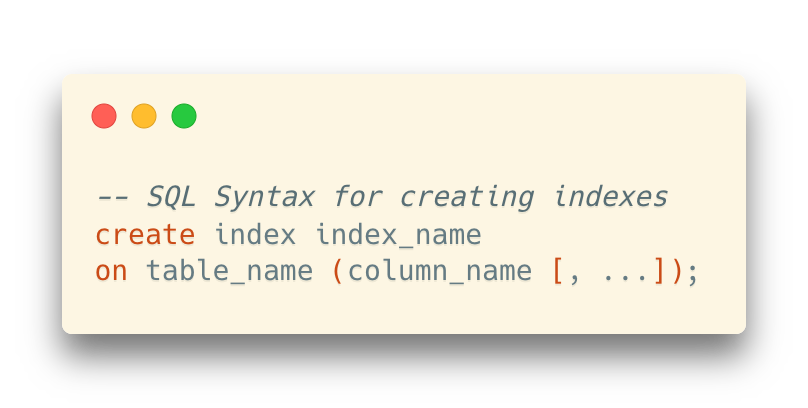 -- SQL Syntax for creating indexes
create index index_name
on table_name (column_name [, ...]);